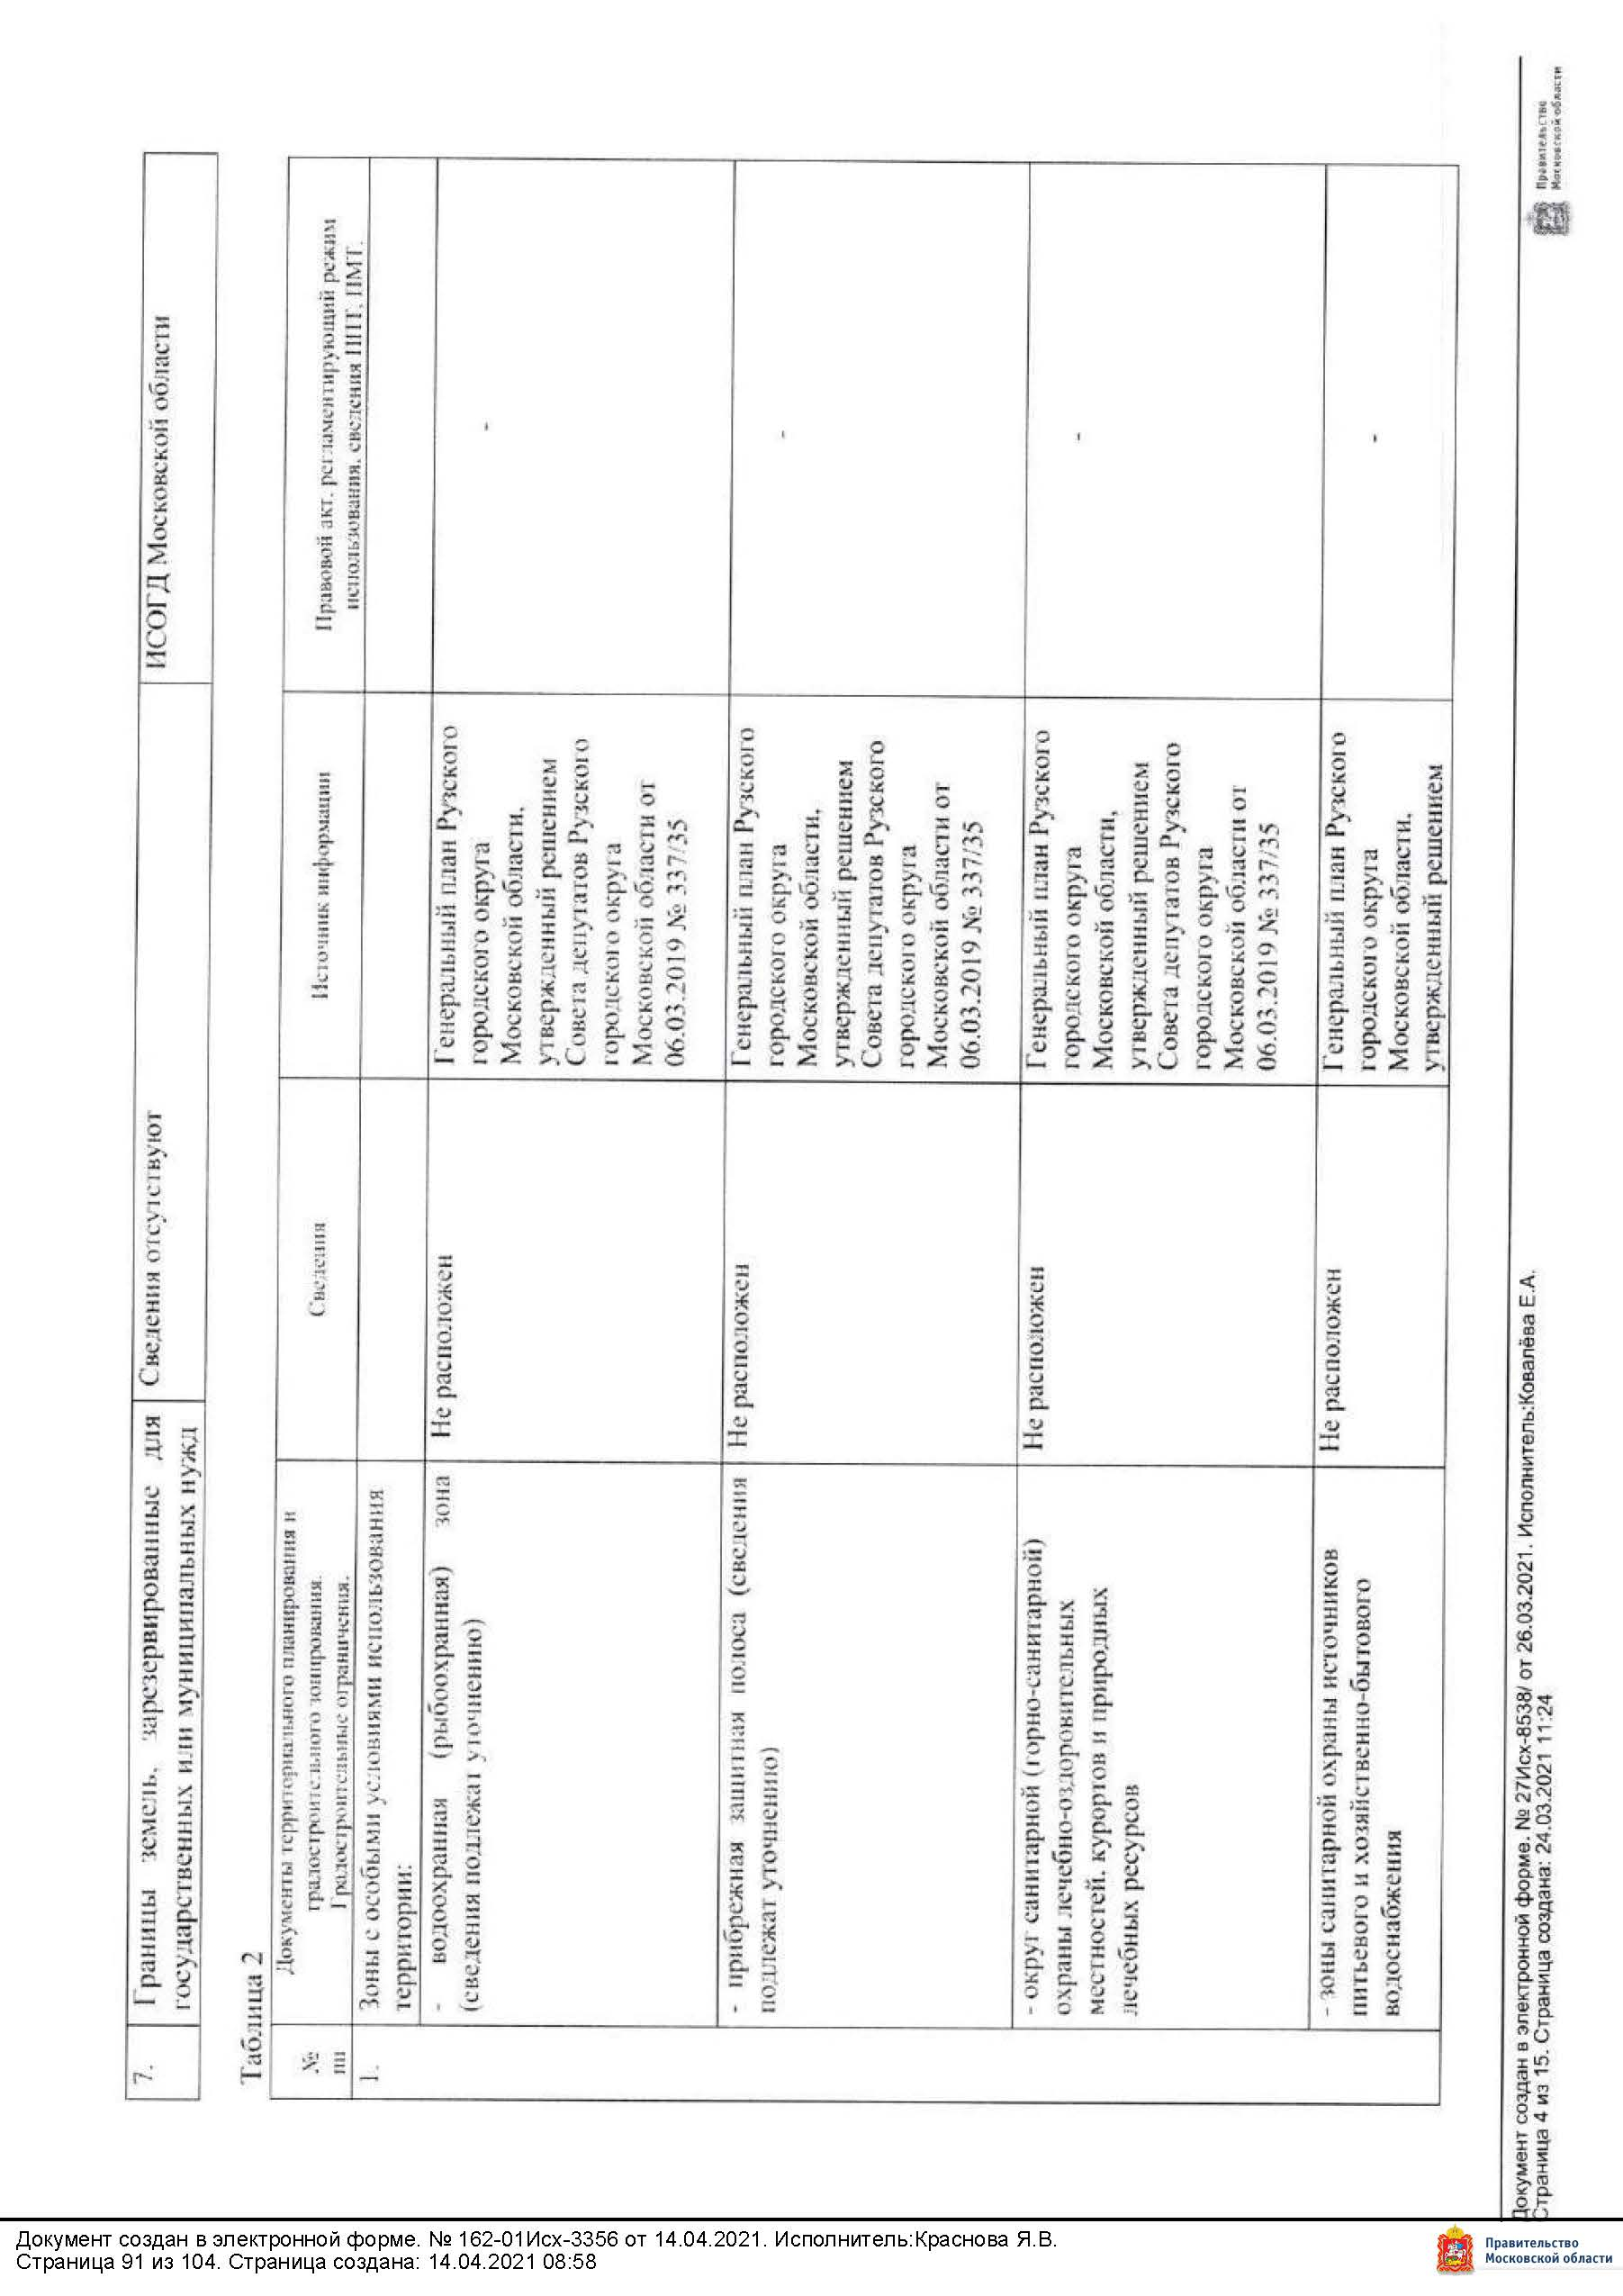 7.
Границы земель, зарезервированные для
государственных или муниципальных нужд
Сведения отсутствуют
ИСОГД Московской области
Таблица 2
№
пп
Документы территориального планирования и
градостроительного зонирования.
Градостроительные ограничения.
Сведения
Источник информации
Правовой акт, регламентирующий режим
использования, сведения ППТ, ПМТ.
1.
Зоны с особыми условиями использования
территории:
- водоохранная (рыбоохранная) зона
(сведения подлежат уточнению)
Не расположен
Генеральный план Рузского
городского округа
Московской области,
утвержденный решением
Совета депутатов Рузского
городского округа
Московской области от
06.03.2019 № 337/35
-
- прибрежная защитная полоса (сведения
подлежат уточнению)
Не расположен
Генеральный план Рузского
городского округа
Московской области,
утвержденный решением
Совета депутатов Рузского
городского округа
Московской области от
06.03.2019 № 337/35
-
- округ санитарной (горно-санитарной)
охраны лечебно-оздоровительных
местностей, курортов и природных
лечебных ресурсов
Не расположен
Генеральный план Рузского
городского округа
Московской области,
утвержденный решением
Совета депутатов Рузского
городского округа
Московской области от
06.03.2019 № 337/35
-
- зоны санитарной охраны источников
питьевого и хозяйственно-бытового
водоснабжения
Не расположен
Генеральный план Рузского
городского округа
Московской области,
утвержденный решением
-
Документ создан в электронной форме. № 27Исх-8538/ от 26.03.2021. Исполнитель:Ковалёва Е.А.
Страница 4 из 15. Страница создана: 24.03.2021 11:24
Правительство
Московской области
Документ создан в электронной форме. № 162-01Исх-3356 от 14.04.2021. Исполнитель:Краснова Я.В.
Страница 91 из 104. Страница создана: 14.04.2021 08:58
Правительство
Московской области